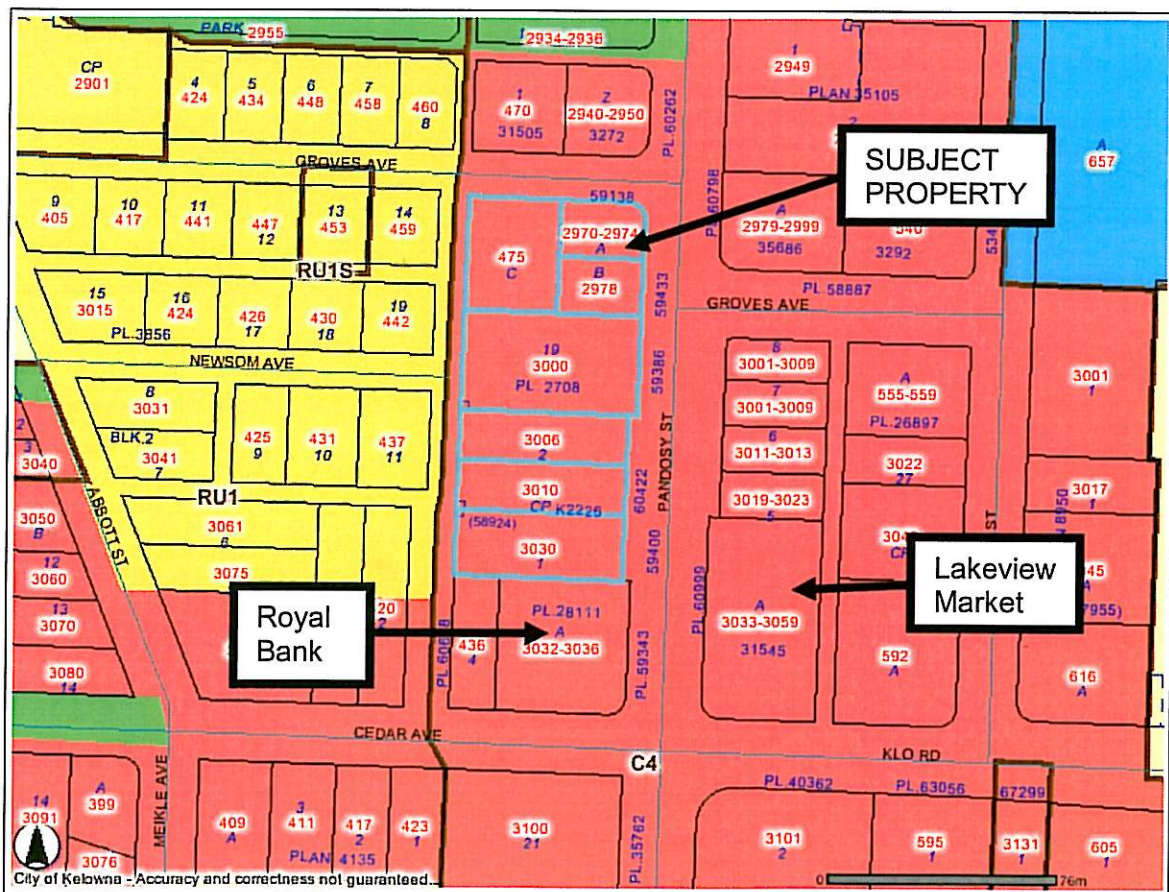 PARK 2955
1
2934-2936
CP
2901
4
424
5
434
6
448
7
458
460
8
1
470
31505
Z
2940-2950
3272
PL.60262
1
2949
PLAN 35105
2
A
657
GROVES AVE
SUBJECT
PROPERTY
9
405
10
417
11
441
447
12
13
453
14
459
RU1S
59138
475
C
2970-2974
A
B
2978
59433
PL.60798
A
2979-2999
35686
540
3292
PL.58887
GROVES AVE
15
3015
16
424
426
17
430
18
19
442
PL.3856
NEWSOM AVE
19
3000
PL 2708
59386
PANDOSY ST
8
3001-3009
7
3001-3009
6
3011-3013
3019-3023
5
A
555-559
PL.26897
3022
27
3001
1
3017
1
B
3031
BLK.2
3041
7
425
9
431
10
437
11
3006
2
3010
CP K2226
(58924)
3030
1
60422
59400
2
3
3040
ABBOTT ST
RU1
3061
6
3075
3050
B
12
3060
13
3070
3080
14
Royal
Bank
PL.28111
A
3032-3036
436
4
PL.59343
PL.60999
A
3033-3059
31545
Lakeview
Market
ST
592
A
616
A
CEDAR AVE
C4
KLO RD
MEIKLE AVE
14
3091
A
399
3076
409
A
3
411
417
2
423
1
PLAN 4135
3100
21
PL.35762
PL.40362
PL.63056
67299
3101
2
595
1
3131
1
605
1
City of Kelowna - Accuracy and correctness not guaranteed.
0
76m